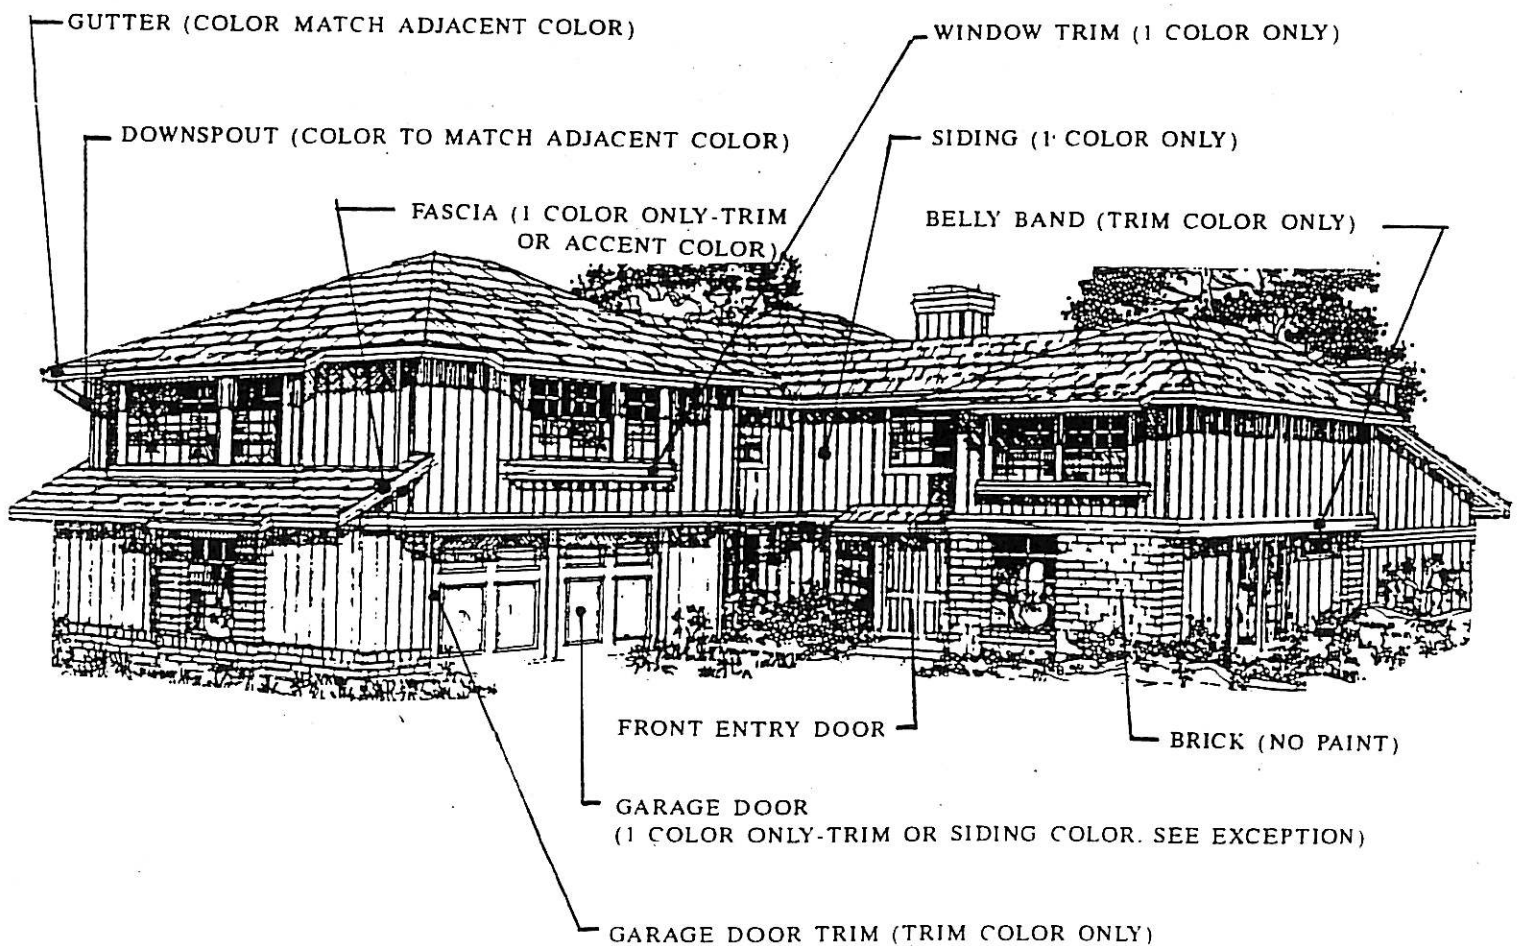 GUTTER (COLOR MATCH ADJACENT COLOR)
WINDOW TRIM (1 COLOR ONLY)
DOWNSPOUT (COLOR TO MATCH ADJACENT COLOR)
SIDING (1 COLOR ONLY)
FASCIA (1 COLOR ONLY-TRIM
OR ACCENT COLOR)
BELLY BAND (TRIM COLOR ONLY)
FRONT ENTRY DOOR
BRICK (NO PAINT)
GARAGE DOOR
(1 COLOR ONLY-TRIM OR SIDING COLOR. SEE EXCEPTION)
GARAGE DOOR TRIM (TRIM COLOR ONLY)